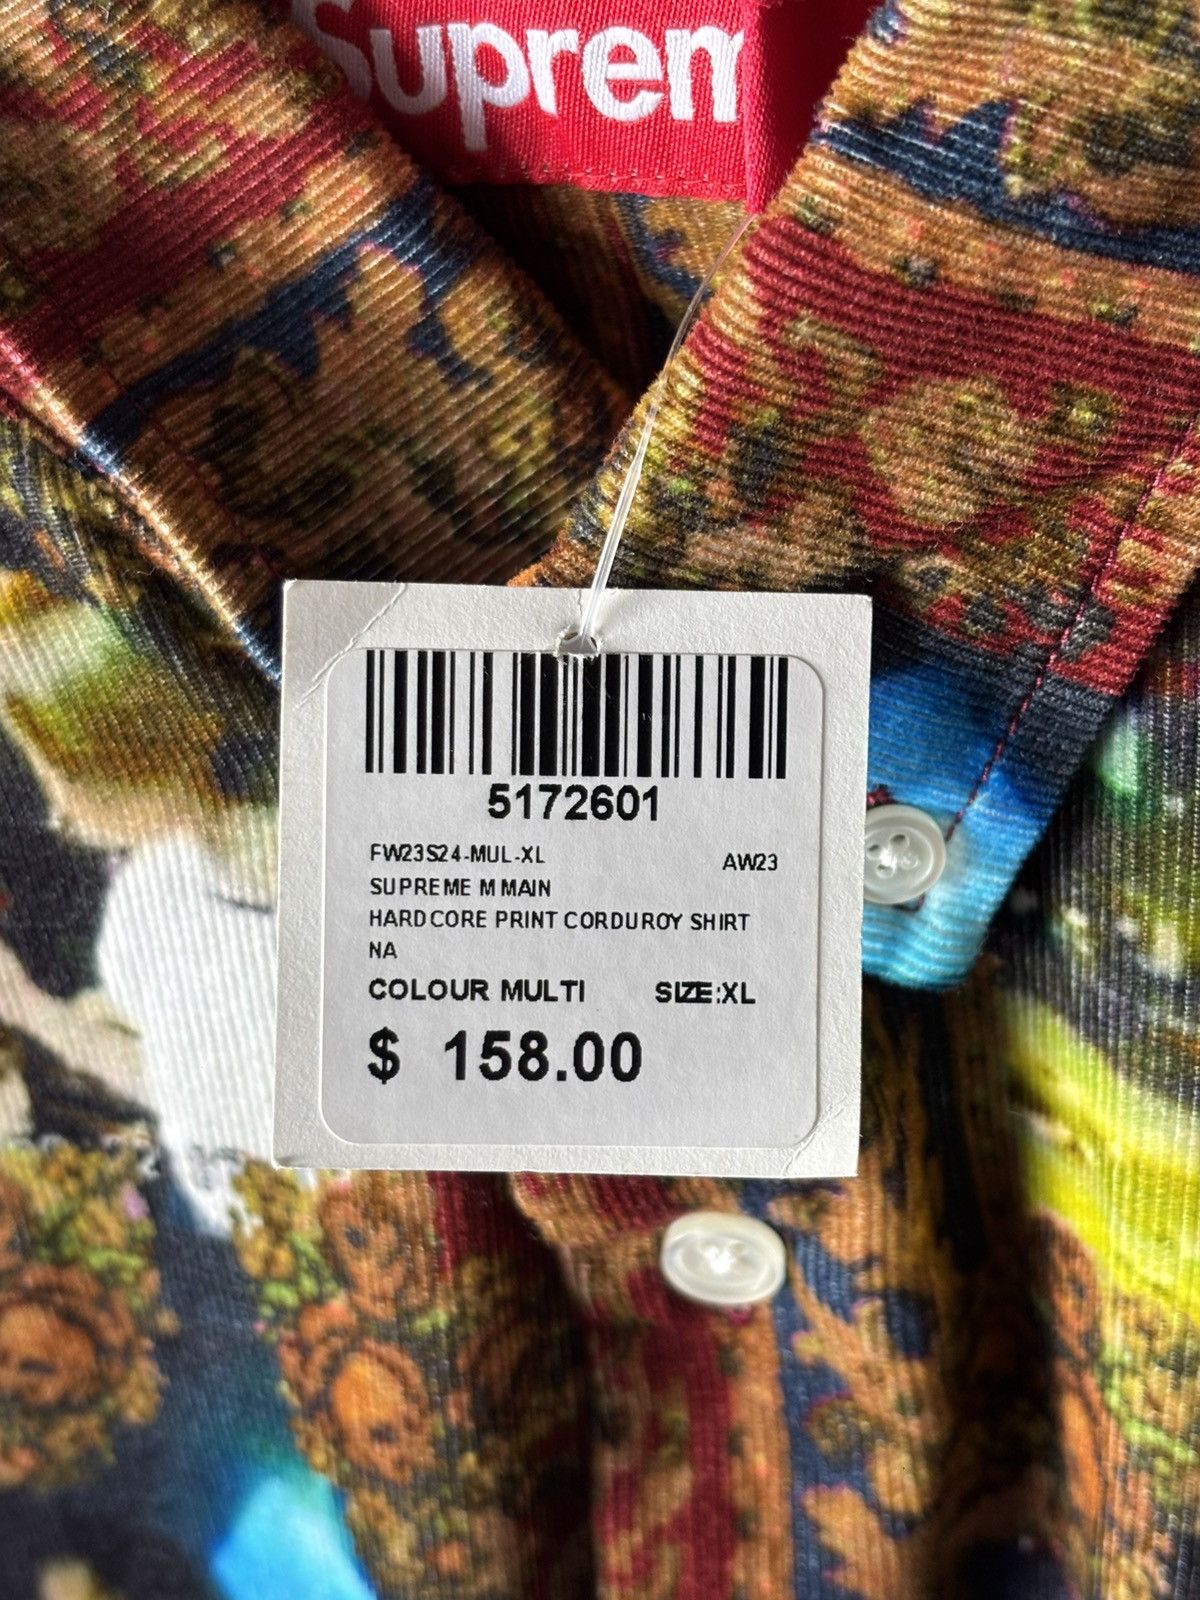 Suprem
5172601
FW23S24-MUL-XL AW23
SUPREME M MAIN
HARDCORE PRINT CORDUROY SHIRT
NA
COLOUR MULTI SIZE:XL
$ 158.00